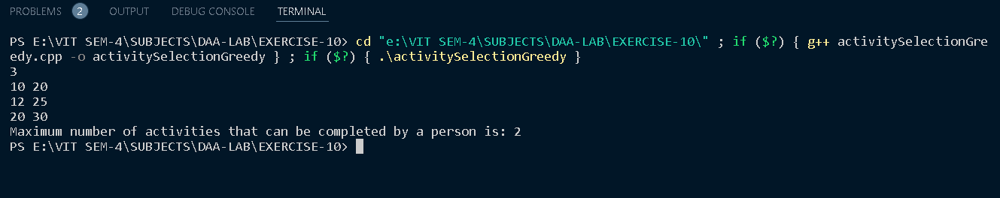 PROBLEMS 2 OUTPUT DEBUG CONSOLE TERMINAL
PS E:\VIT SEM-4\SUBJECTS\DAA-LAB\EXERCISE-10> cd "e:\VIT SEM-4\SUBJECTS\DAA-LAB\EXERCISE-10\" ; if ($?) { g++ activitySelectionGre
edy.cpp -o activitySelectionGreedy } ; if ($?) { .\activitySelectionGreedy }
3
10 20
12 25
20 30
Maximum number of activities that can be completed by a person is: 2
PS E:\VIT SEM-4\SUBJECTS\DAA-LAB\EXERCISE-10>